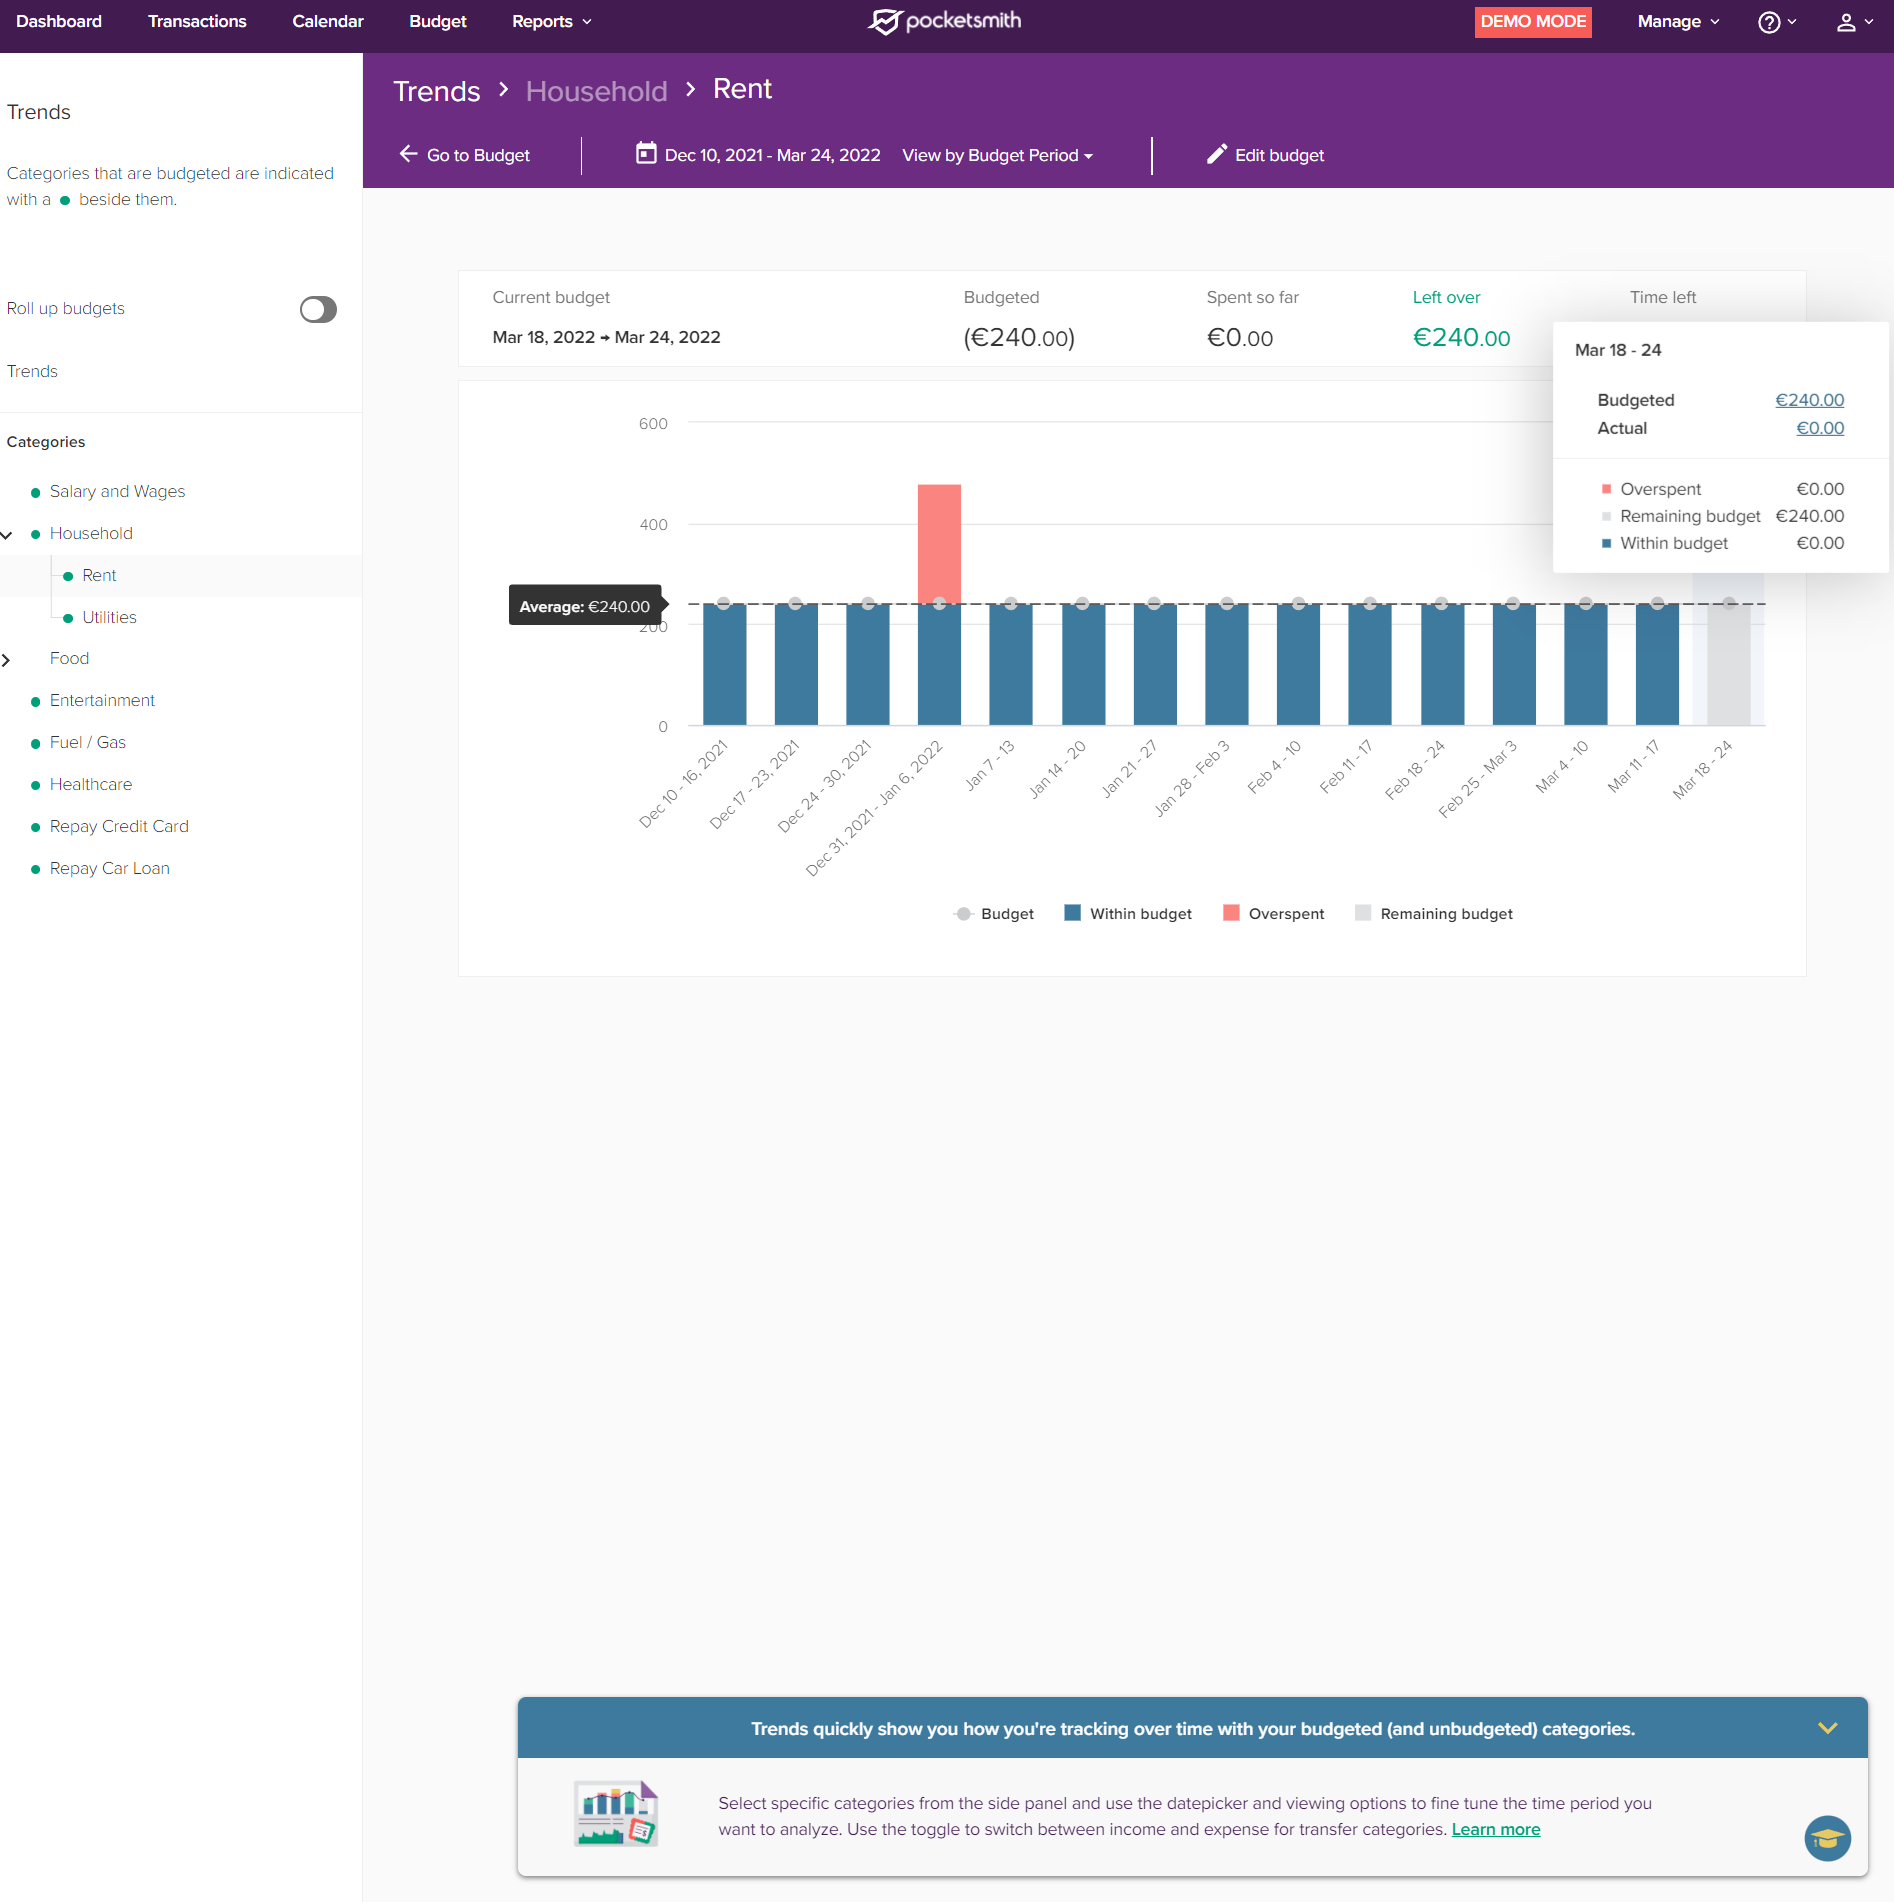 Dashboard Transactions Calendar Budget Reports pocketsmith DEMO MODE Manage
Trends > Household > Rent
Go to Budget Dec 10, 2021 - Mar 24, 2022 View by Budget Period Edit budget
Trends
Categories that are budgeted are indicated
with a ● beside them.
Roll up budgets
Trends
Categories
Salary and Wages
Household
Rent
Utilities
Food
Entertainment
Fuel / Gas
Healthcare
Repay Credit Card
Repay Car Loan
Current budget Budgeted Spent so far Left over Time left
Mar 18, 2022 → Mar 24, 2022 (€240.00) €0.00 €240.00
Mar 18 - 24
Budgeted €240.00
Actual €0.00
Overspent €0.00
Remaining budget €240.00
Within budget €0.00
600
400
Average: €240.00
200
0
Dec 10 - 16, 2021
Dec 17 - 23, 2021
Dec 24 - 30, 2021
Dec 31, 2021 - Jan 6, 2022
Jan 7 - 13
Jan 14 - 20
Jan 21 - 27
Jan 28 - Feb 3
Feb 4 - 10
Feb 11 - 17
Feb 18 - 24
Feb 25 - Mar 3
Mar 4 - 10
Mar 11 - 17
Mar 18 - 24
Budget Within budget Overspent Remaining budget
Trends quickly show you how you're tracking over time with your budgeted (and unbudgeted) categories.
Select specific categories from the side panel and use the datepicker and viewing options to fine tune the time period you
want to analyze. Use the toggle to switch between income and expense for transfer categories. Learn more